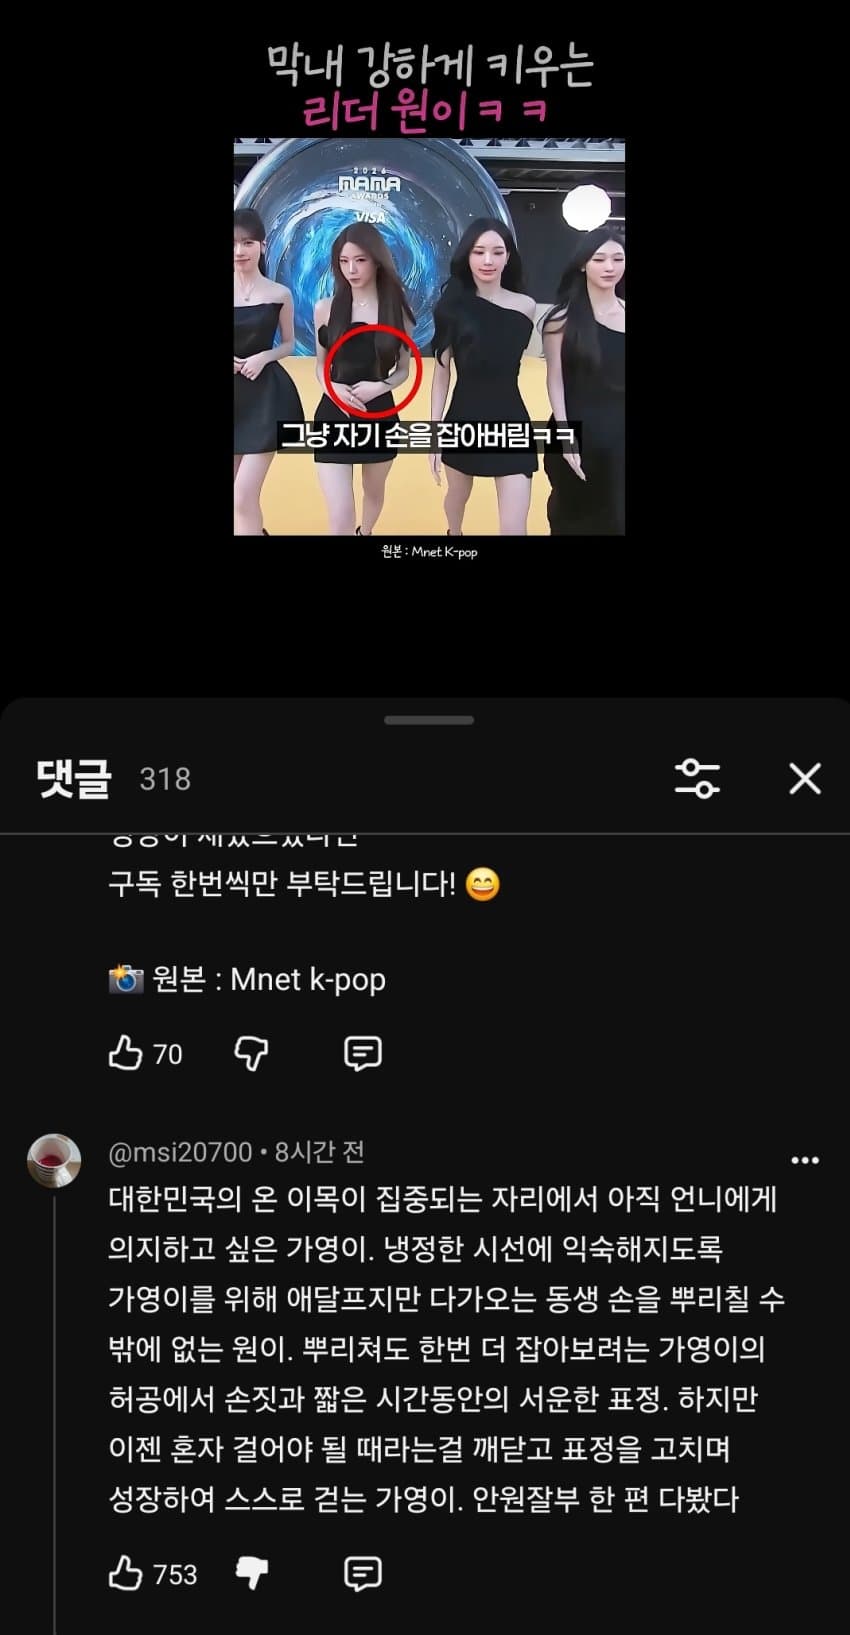 막내 강하게 키우는
리더 원이ㅋㅋ
2026
MAMA
AWARDS
VISA
그냥 자기 손을 잡아버림ㅋㅋ
원본 : Mnet K-pop
댓글 318
구독 한번씩만 부탁드립니다! 😄
📸 원본 : Mnet k-pop
70
@msi20700 • 8시간 전
대한민국의 온 이목이 집중되는 자리에서 아직 언니에게
의지하고 싶은 가영이. 냉정한 시선에 익숙해지도록
가영이를 위해 애달프지만 다가오는 동생 손을 뿌리칠 수
밖에 없는 원이. 뿌리쳐도 한번 더 잡아보려는 가영이의
허공에서 손짓과 짧은 시간동안의 서운한 표정. 하지만
이젠 혼자 걸어야 될 때라는걸 깨닫고 표정을 고치며
성장하여 스스로 걷는 가영이. 안원잘부 한 편 다봤다
753